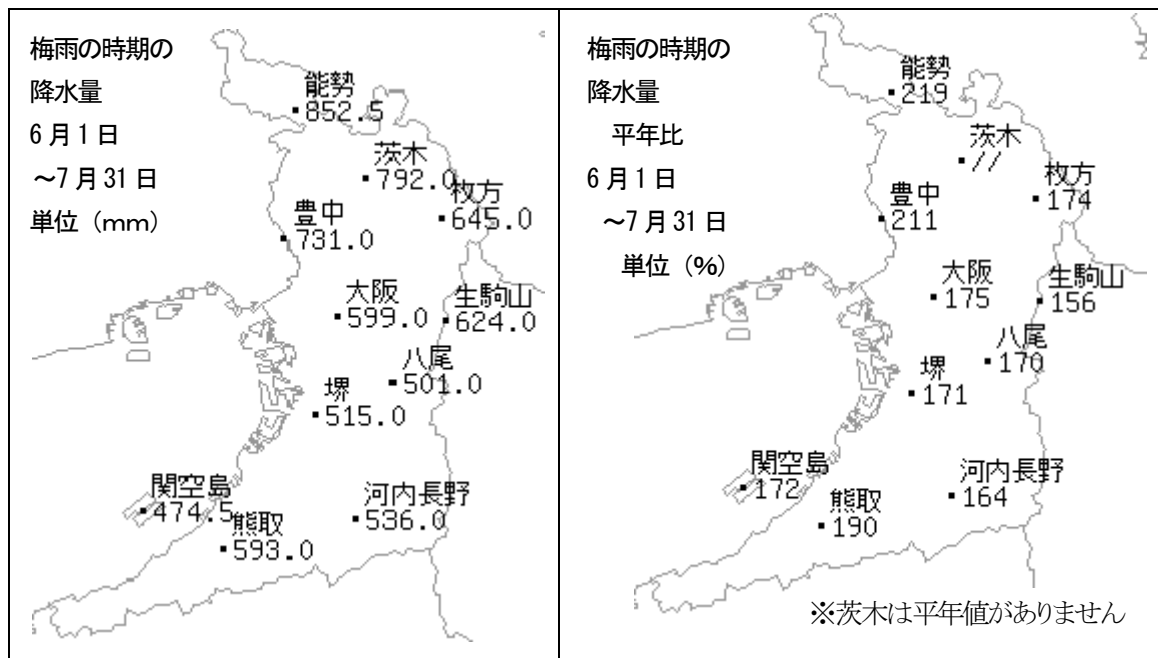 梅雨の時期の
降水量
6月1日
～7月31日
単位（mm）
能勢
852.5
茨木
792.0
枚方
645.0
豊中
731.0
大阪
599.0
生駒山
624.0
八尾
501.0
堺
515.0
関空島
474.5
熊取
593.0
河内長野
536.0
梅雨の時期の
降水量
平年比
6月1日
～7月31日
単位（%）
能勢
219
茨木
//
枚方
174
豊中
211
大阪
175
生駒山
156
八尾
170
堺
171
関空島
172
熊取
190
河内長野
164
※茨木は平年値がありません